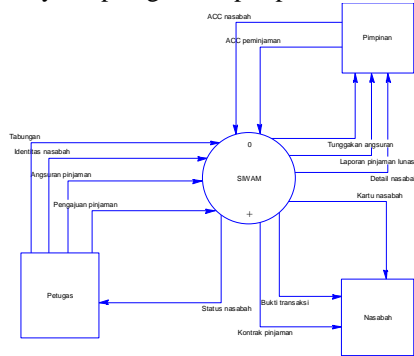 ACC nasabah
Pimpinan
ACC peminjaman
Tabungan
0
Tunggakan angsuran
Identitas nasabah
Laporan pinjaman lunas
Angsuran pinjaman
SIWAM
Detail nasaba
Kartu nasabah
Pengajuan pinjaman
+
Petugas
Status nasabah
Bukti transaksi
Nasabah
Kontrak pinjaman